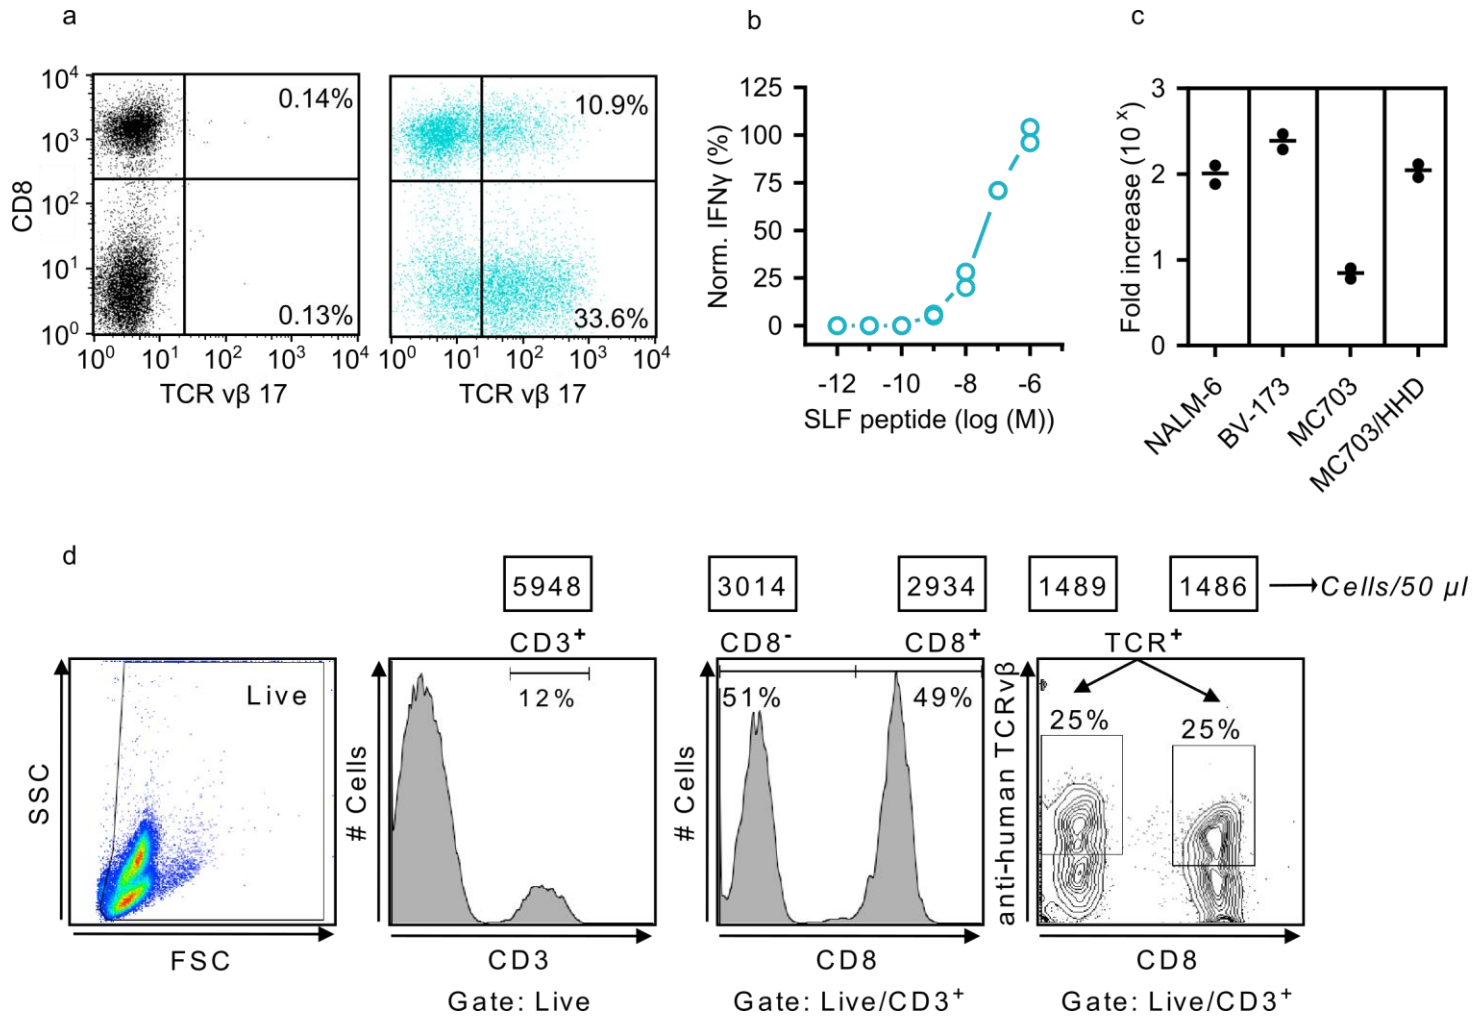 a
b
c
CD8
10⁴
10³
10²
10¹
10⁰
0.14%
0.13%
10⁰ 10¹ 10² 10³ 10⁴
TCR vβ 17
10.9%
33.6%
10⁰ 10¹ 10² 10³ 10⁴
TCR vβ 17
Norm. IFNγ (%)
125
100
75
50
25
0
-12 -10 -8 -6
SLF peptide (log (M))
Fold increase (10 ˣ)
3
2
1
0
NALM-6
BV-173
MC703
MC703/HHD
d
5948
3014
2934
1489
1486
Cells/50 µl
CD3⁺
CD8⁻
CD8⁺
TCR⁺
SSC
Live
FSC
# Cells
12%
CD3
Gate: Live
# Cells
51%
49%
CD8
Gate: Live/CD3⁺
anti-human TCRvβ
25%
25%
CD8
Gate: Live/CD3⁺